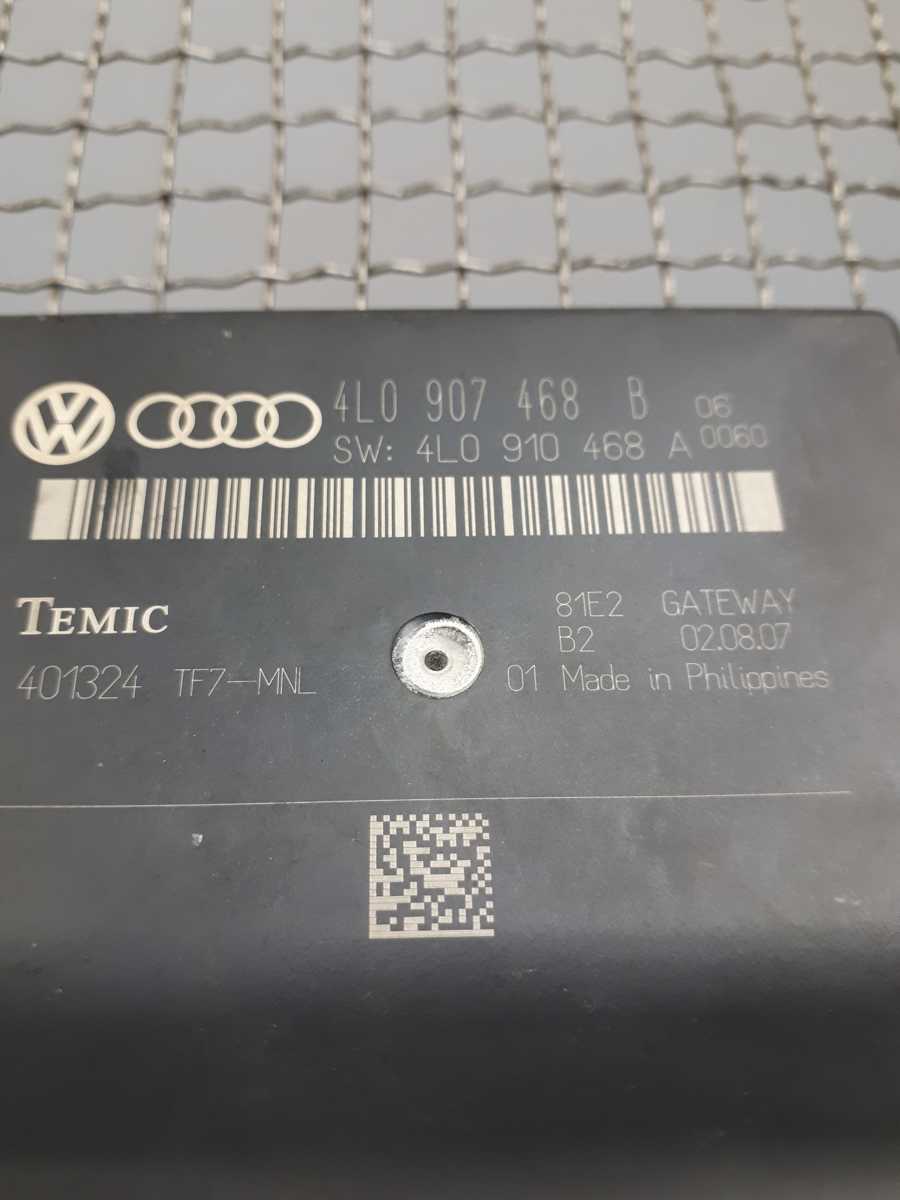 4L0 907 468 B 06
SW: 4L0 910 468 A 0060
TEMIC
81E2 GATEWAY
B2 02.08.07
401324 TF7-MNL
01 Made in Philippines